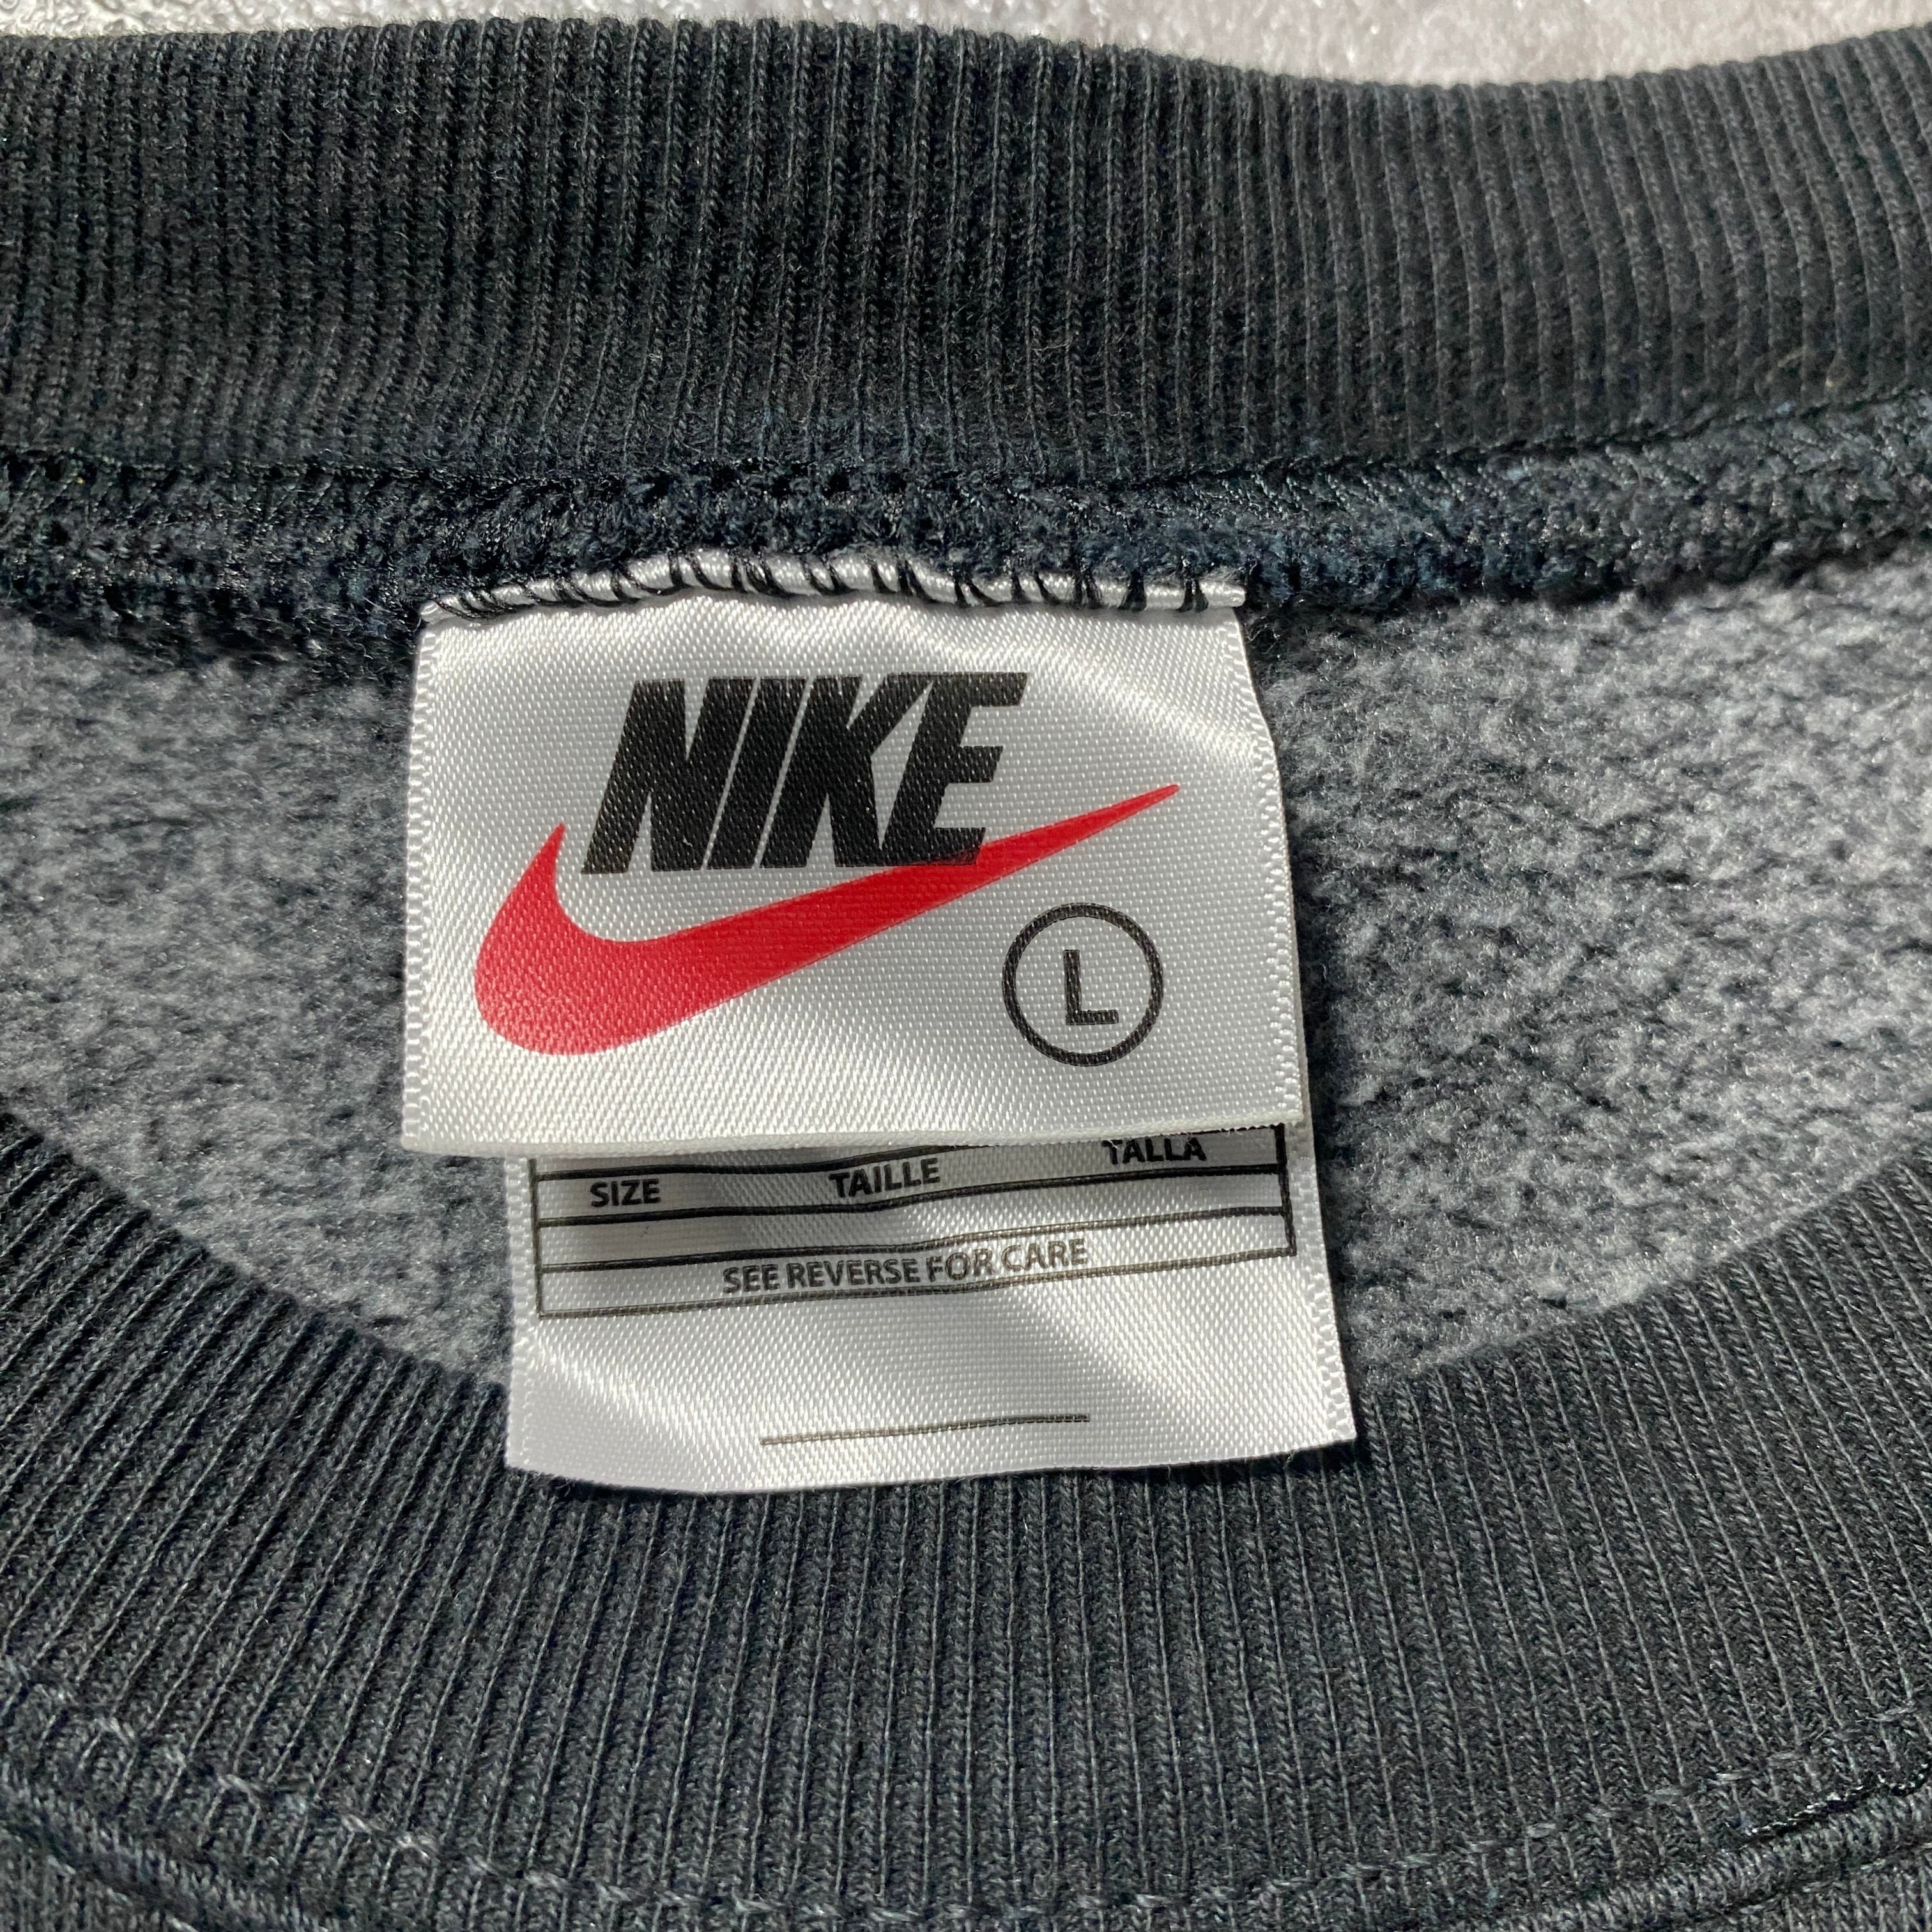 NIKE
L
SIZE TAILLE TALLA
SEE REVERSE FOR CARE